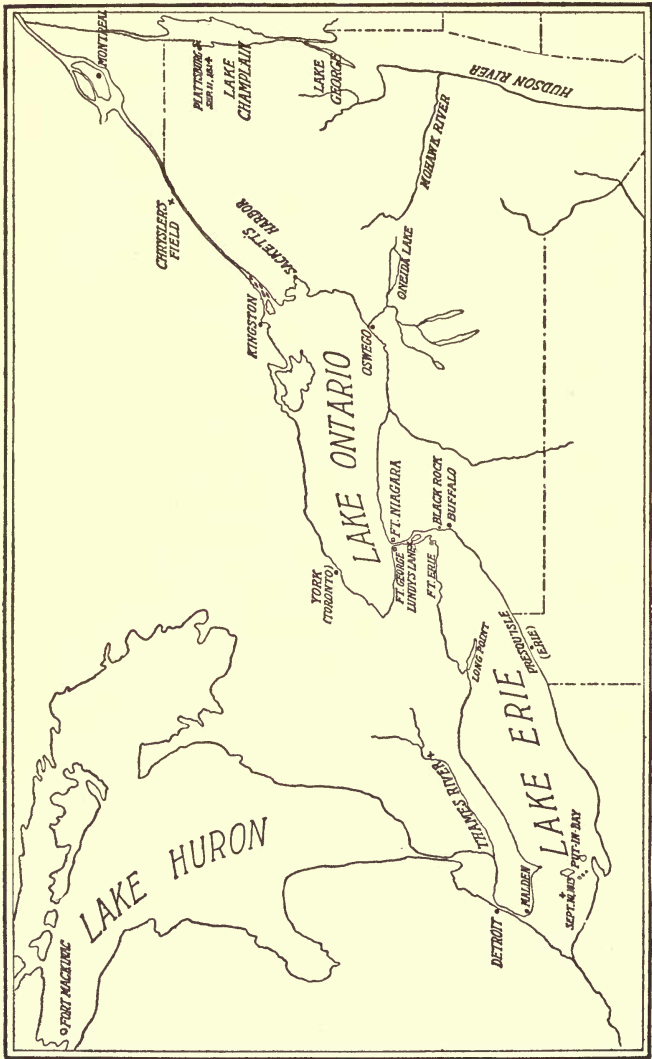 MONTREAL
PLATTSBURG
SEP. 11, 1814
LAKE
CHAMPLAIN
LAKE
GEORGE
HUDSON RIVER
MOHAWK RIVER
CHRYSLER'S
FIELD
SACKETT'S
HARBOR
KINGSTON
ONEIDA LAKE
OSWEGO
LAKE ONTARIO
YORK
(TORONTO)
FT. NIAGARA
FT. GEORGE
LUNDY'S LANE
FT. ERIE
BLACK ROCK
BUFFALO
LONG POINT
PRESQU'ISLE
(ERIE)
LAKE ERIE
THAMES RIVER
LAKE HURON
FORT MACKINAC
DETROIT
MALDEN
SEPT. 10, 1813
PUT-IN-BAY